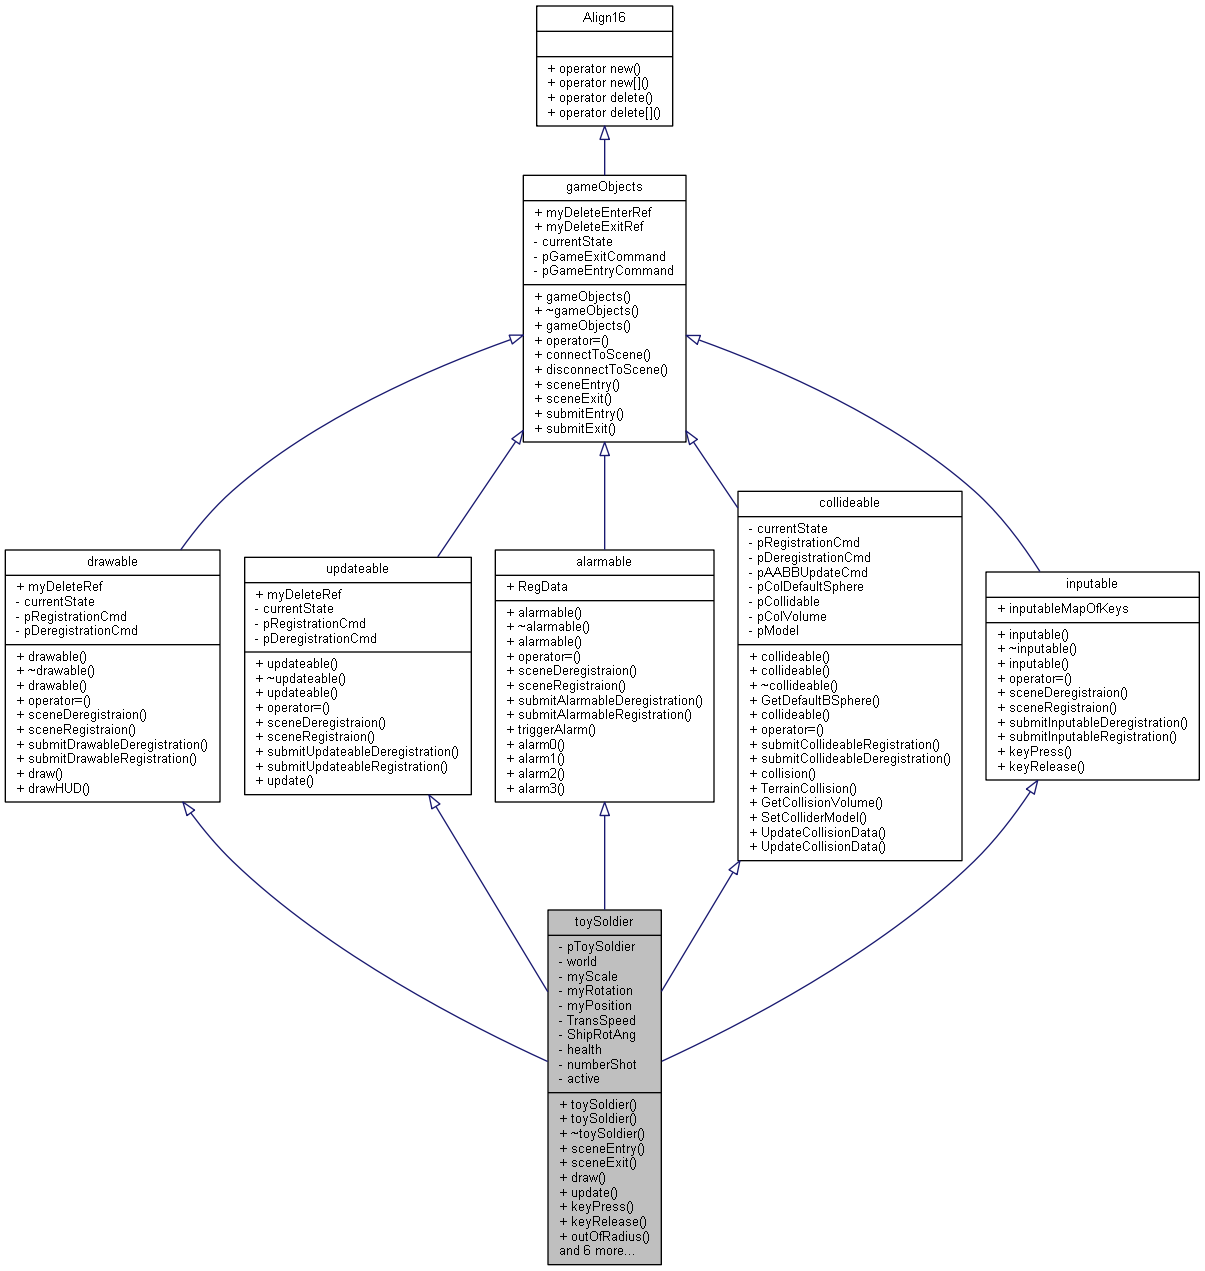 Align16
+ operator new()
+ operator new[]()
+ operator delete()
+ operator delete[]()
gameObjects
+ myDeleteEnterRef
+ myDeleteExitRef
- currentState
- pGameExitCommand
- pGameEntryCommand
+ gameObjects()
+ ~gameObjects()
+ gameObjects()
+ operator=()
+ connectToScene()
+ disconnectToScene()
+ sceneEntry()
+ sceneExit()
+ submitEntry()
+ submitExit()
drawable
+ myDeleteRef
- currentState
- pRegistrationCmd
- pDeregistrationCmd
+ drawable()
+ ~drawable()
+ drawable()
+ operator=()
+ sceneDeregistraion()
+ sceneRegistraion()
+ submitDrawableDeregistration()
+ submitDrawableRegistration()
+ draw()
+ drawHUD()
updateable
+ myDeleteRef
- currentState
- pRegistrationCmd
- pDeregistrationCmd
+ updateable()
+ ~updateable()
+ updateable()
+ operator=()
+ sceneDeregistraion()
+ sceneRegistraion()
+ submitUpdateableDeregistration()
+ submitUpdateableRegistration()
+ update()
alarmable
+ RegData
+ alarmable()
+ ~alarmable()
+ alarmable()
+ operator=()
+ sceneDeregistraion()
+ sceneRegistraion()
+ submitAlarmableDeregistration()
+ submitAlarmableRegistration()
+ triggerAlarm()
+ alarm0()
+ alarm1()
+ alarm2()
+ alarm3()
collideable
- currentState
- pRegistrationCmd
- pDeregistrationCmd
- pAABBUpdateCmd
- pColDefaultSphere
- pCollidable
- pColVolume
- pModel
+ collideable()
+ collideable()
+ ~collideable()
+ GetDefaultBSphere()
+ collideable()
+ operator=()
+ submitCollideableRegistration()
+ submitCollideableDeregistration()
+ collision()
+ TerrainCollision()
+ GetCollisionVolume()
+ SetColliderModel()
+ UpdateCollisionData()
+ UpdateCollisionData()
inputable
+ inputableMapOfKeys
+ inputable()
+ ~inputable()
+ inputable()
+ operator=()
+ sceneDeregistraion()
+ sceneRegistraion()
+ submitInputableDeregistration()
+ submitInputableRegistration()
+ keyPress()
+ keyRelease()
toySoldier
- pToySoldier
- world
- myScale
- myRotation
- myPosition
- TransSpeed
- ShipRotAng
- health
- numberShot
- active
+ toySoldier()
+ toySoldier()
+ ~toySoldier()
+ sceneEntry()
+ sceneExit()
+ draw()
+ update()
+ keyPress()
+ keyRelease()
+ outOfRadius()
and 6 more...